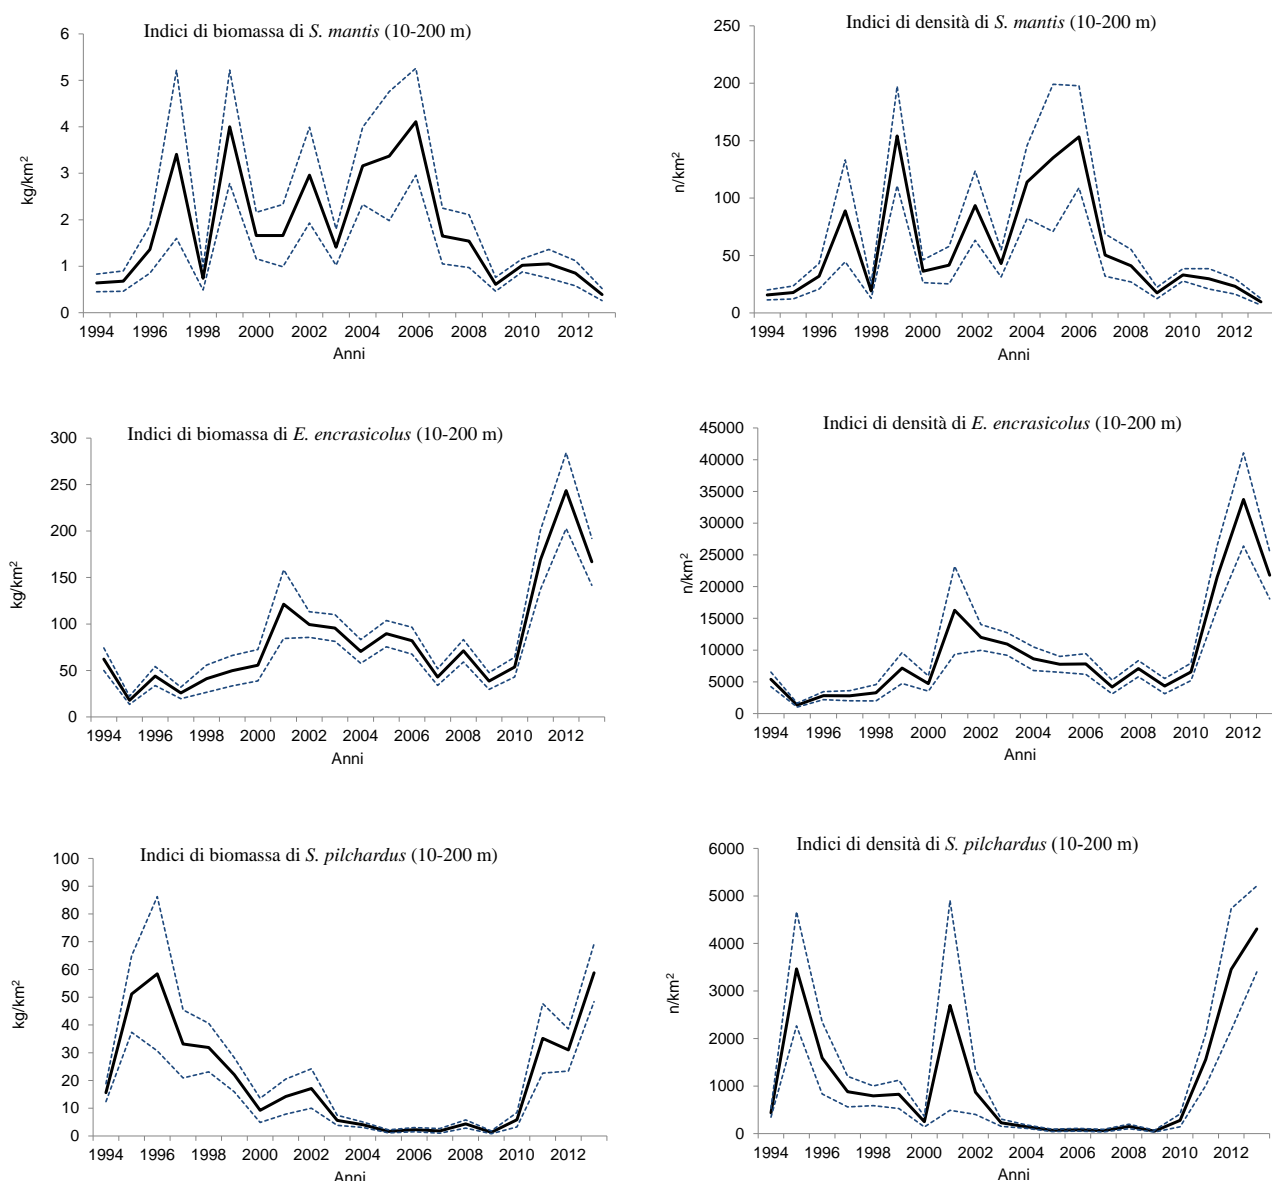 Indici di biomassa di S. mantis (10-200 m)
6
5
4
3
2
1
0
kg/km²
1994 1996 1998 2000 2002 2004 2006 2008 2010 2012
Anni
Indici di densità di S. mantis (10-200 m)
250
200
150
100
50
0
n/km²
1994 1996 1998 2000 2002 2004 2006 2008 2010 2012
Anni
Indici di biomassa di E. encrasicolus (10-200 m)
300
250
200
150
100
50
0
kg/km²
1994 1996 1998 2000 2002 2004 2006 2008 2010 2012
Anni
Indici di densità di E. encrasicolus (10-200 m)
45000
40000
35000
30000
25000
20000
15000
10000
5000
0
n/km²
1994 1996 1998 2000 2002 2004 2006 2008 2010 2012
Anni
Indici di biomassa di S. pilchardus (10-200 m)
100
90
80
70
60
50
40
30
20
10
0
kg/km²
1994 1996 1998 2000 2002 2004 2006 2008 2010 2012
Anni
Indici di densità di S. pilchardus (10-200 m)
6000
5000
4000
3000
2000
1000
0
n/km²
1994 1996 1998 2000 2002 2004 2006 2008 2010 2012
Anni